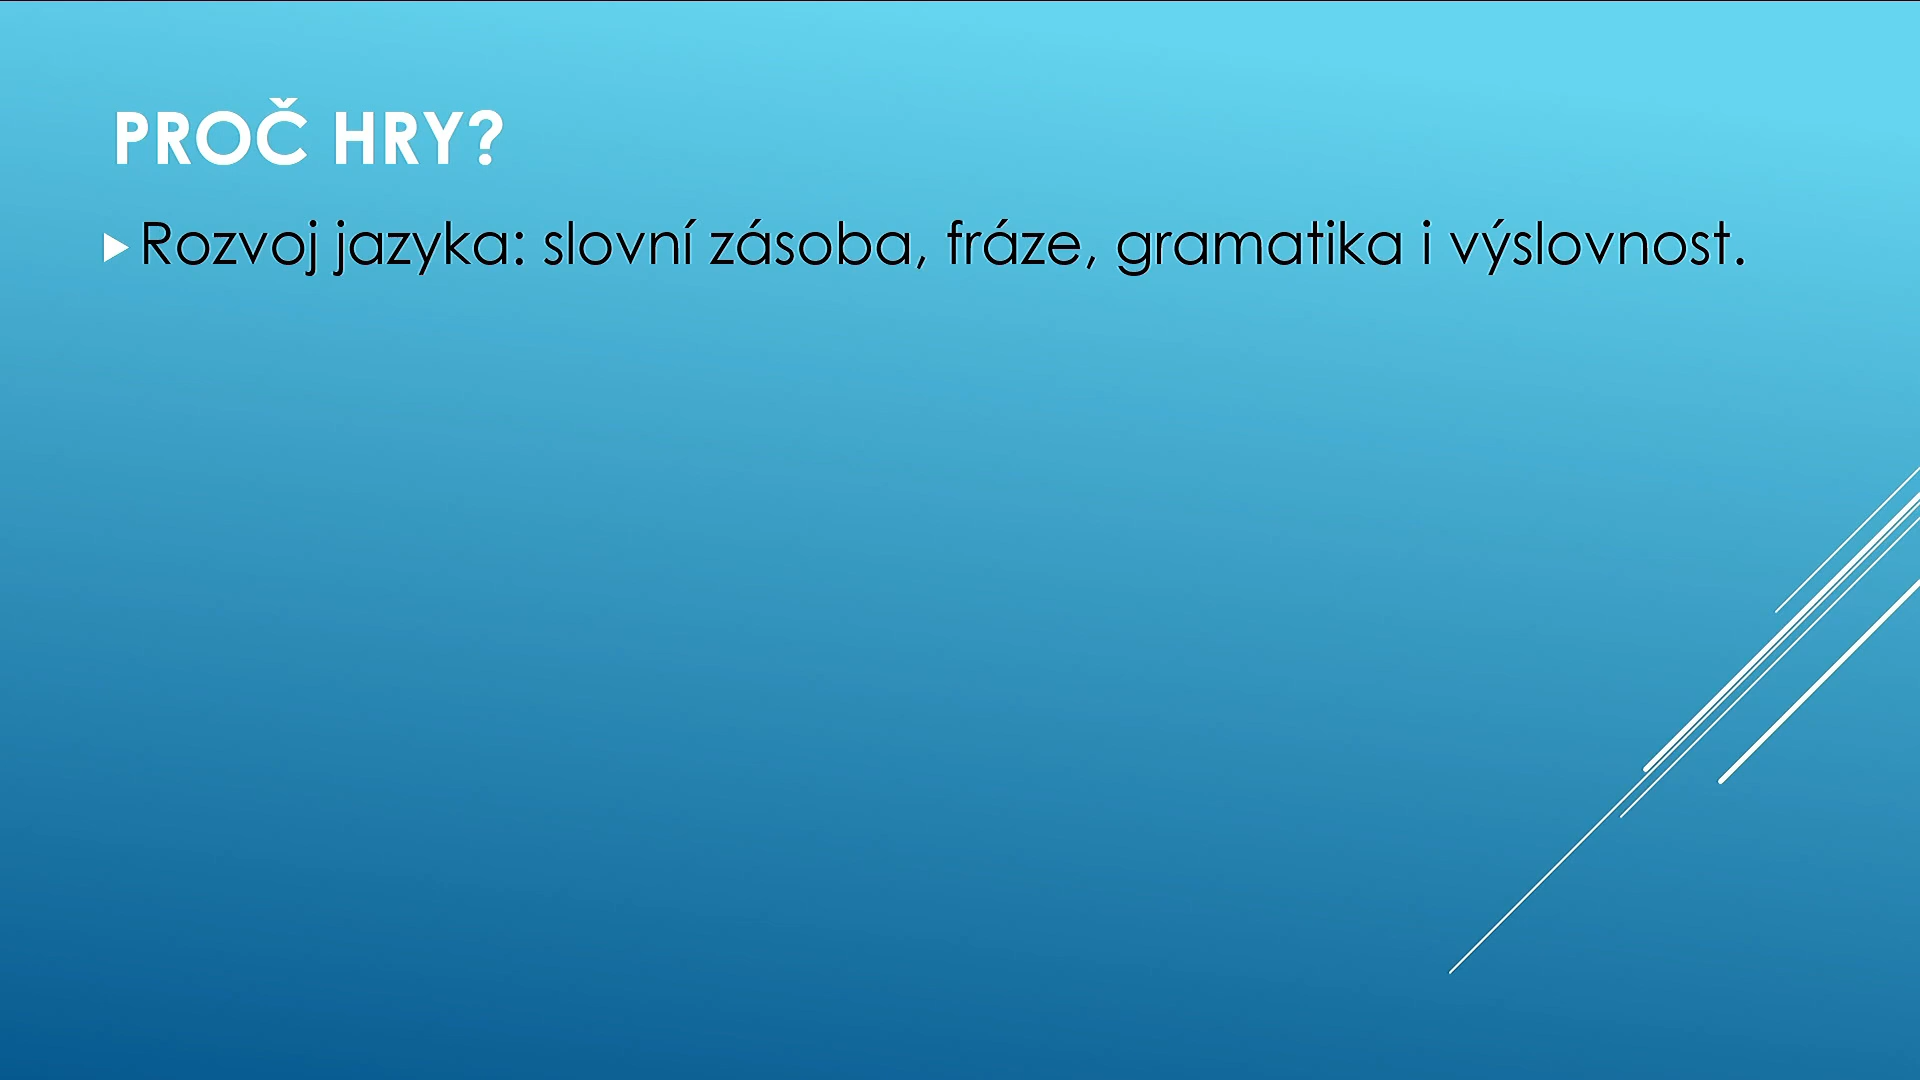 PROČ HRY?
Rozvoj jazyka: slovní zásoba, fráze, gramatika i výslovnost.